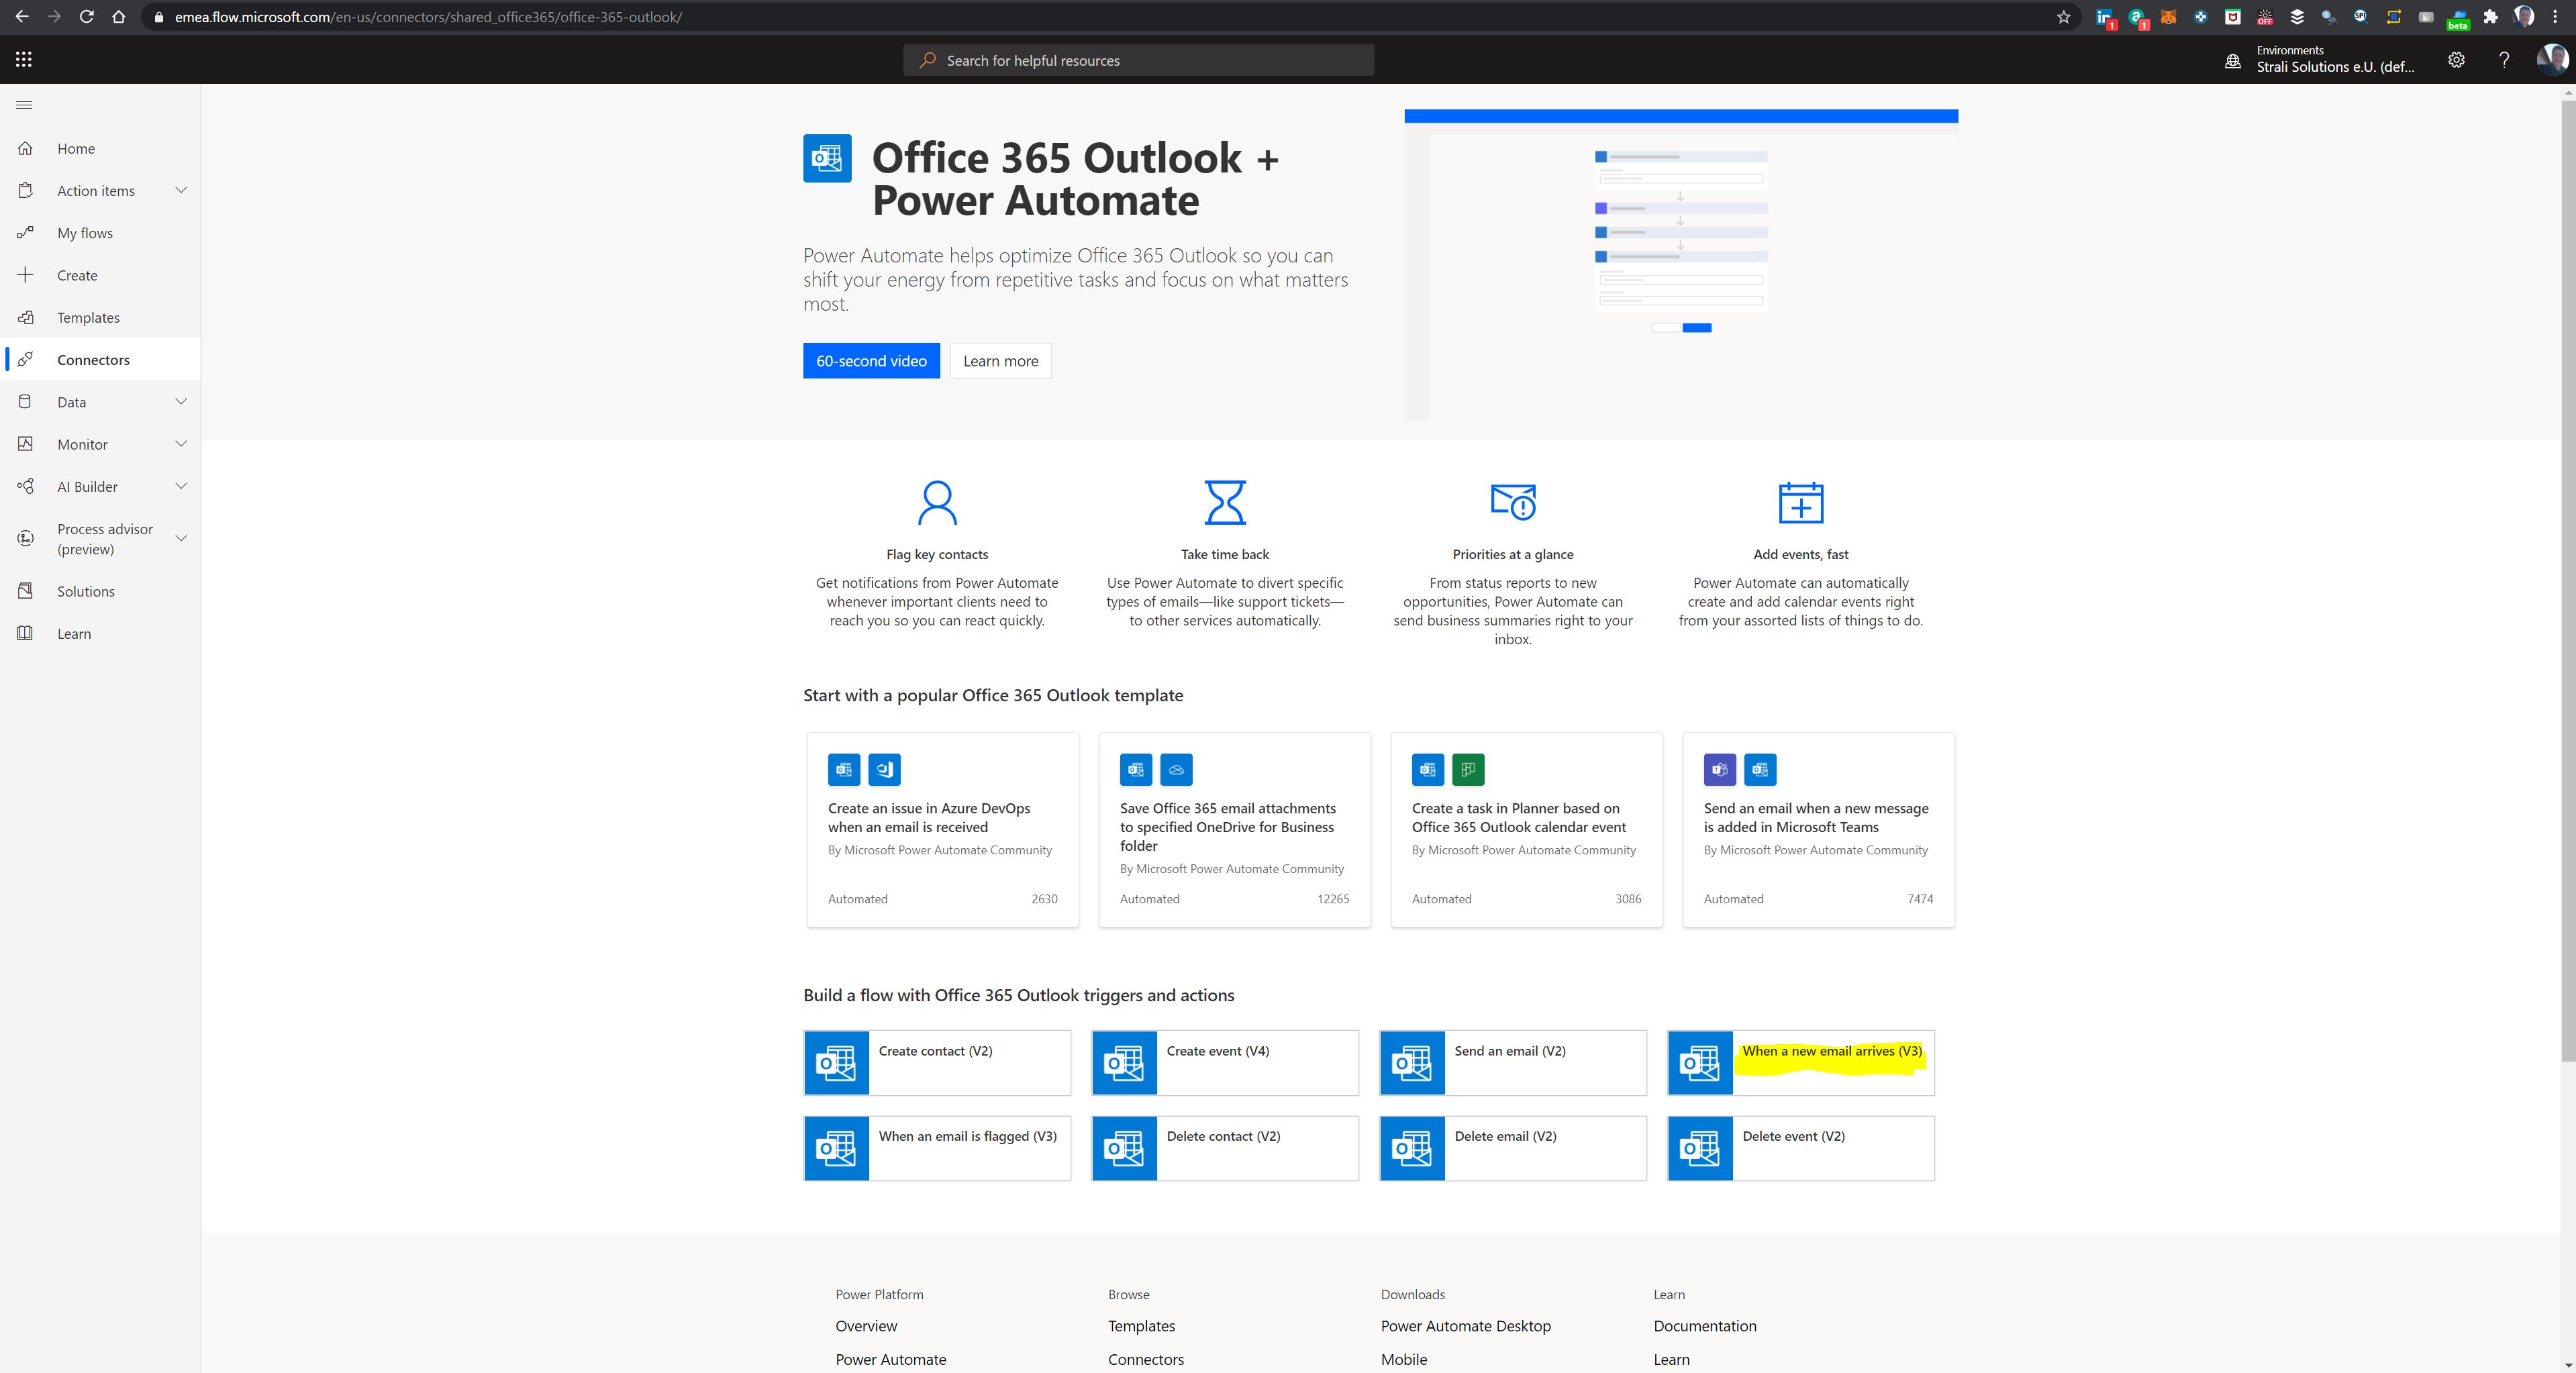 emea.flow.microsoft.com/en-us/connectors/shared_office365/office-365-outlook/
1
1
OFF
beta
Search for helpful resources
Environments
Strali Solutions e.U. (def...
Home
Action items
My flows
Create
Templates
Connectors
Data
Monitor
AI Builder
Process advisor
(preview)
Solutions
Learn
Office 365 Outlook +
Power Automate
Power Automate helps optimize Office 365 Outlook so you can
shift your energy from repetitive tasks and focus on what matters
most.
60-second video
Learn more
Flag key contacts
Get notifications from Power Automate
whenever important clients need to
reach you so you can react quickly.
Take time back
Use Power Automate to divert specific
types of emails—like support tickets—
to other services automatically.
Priorities at a glance
From status reports to new
opportunities, Power Automate can
send business summaries right to your
inbox.
Add events, fast
Power Automate can automatically
create and add calendar events right
from your assorted lists of things to do.
Start with a popular Office 365 Outlook template
Create an issue in Azure DevOps
when an email is received
By Microsoft Power Automate Community
Automated 2630
Save Office 365 email attachments
to specified OneDrive for Business
folder
By Microsoft Power Automate Community
Automated 12265
Create a task in Planner based on
Office 365 Outlook calendar event
By Microsoft Power Automate Community
Automated 3086
Send an email when a new message
is added in Microsoft Teams
By Microsoft Power Automate Community
Automated 7474
Build a flow with Office 365 Outlook triggers and actions
Create contact (V2)
Create event (V4)
Send an email (V2)
When a new email arrives (V3)
When an email is flagged (V3)
Delete contact (V2)
Delete email (V2)
Delete event (V2)
Power Platform
Overview
Power Automate
Browse
Templates
Connectors
Downloads
Power Automate Desktop
Mobile
Learn
Documentation
Learn